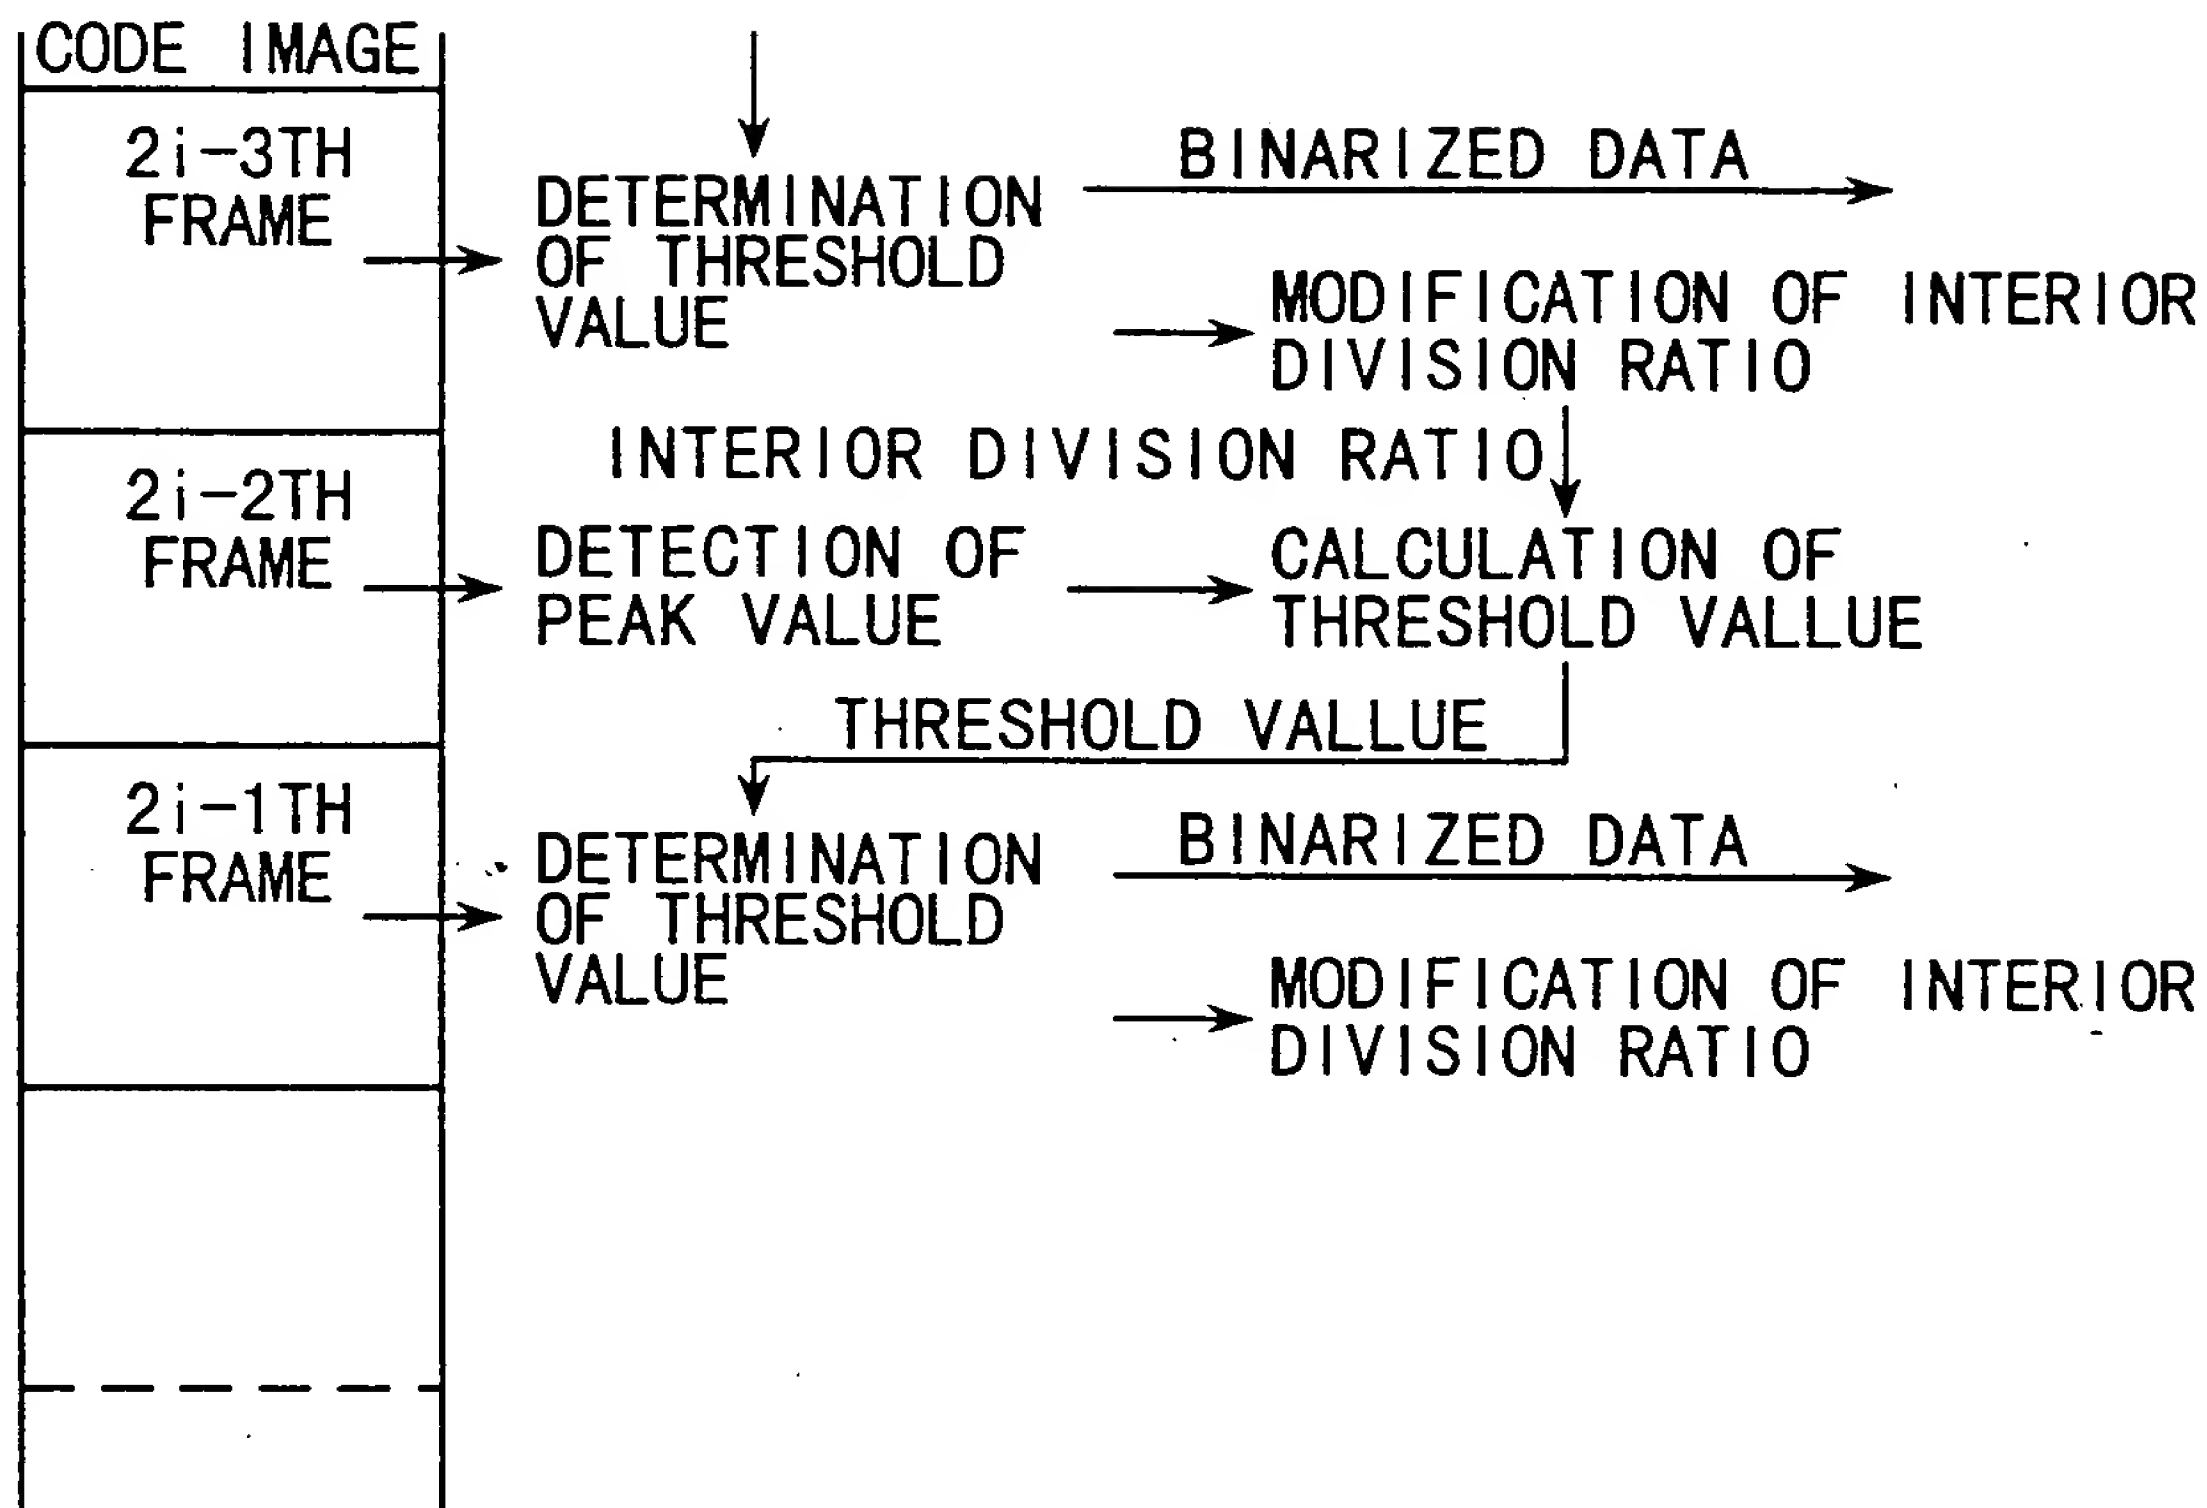 CODE IMAGE
2i-3TH
FRAME
DETERMINATION
OF THRESHOLD
VALUE
BINARIZED DATA
MODIFICATION OF INTERIOR
DIVISION RATIO
INTERIOR DIVISION RATIO
2i-2TH
FRAME
DETECTION OF
PEAK VALUE
CALCULATION OF
THRESHOLD VALLUE
THRESHOLD VALLUE
2i-1TH
FRAME
DETERMINATION
OF THRESHOLD
VALUE
BINARIZED DATA
MODIFICATION OF INTERIOR
DIVISION RATIO